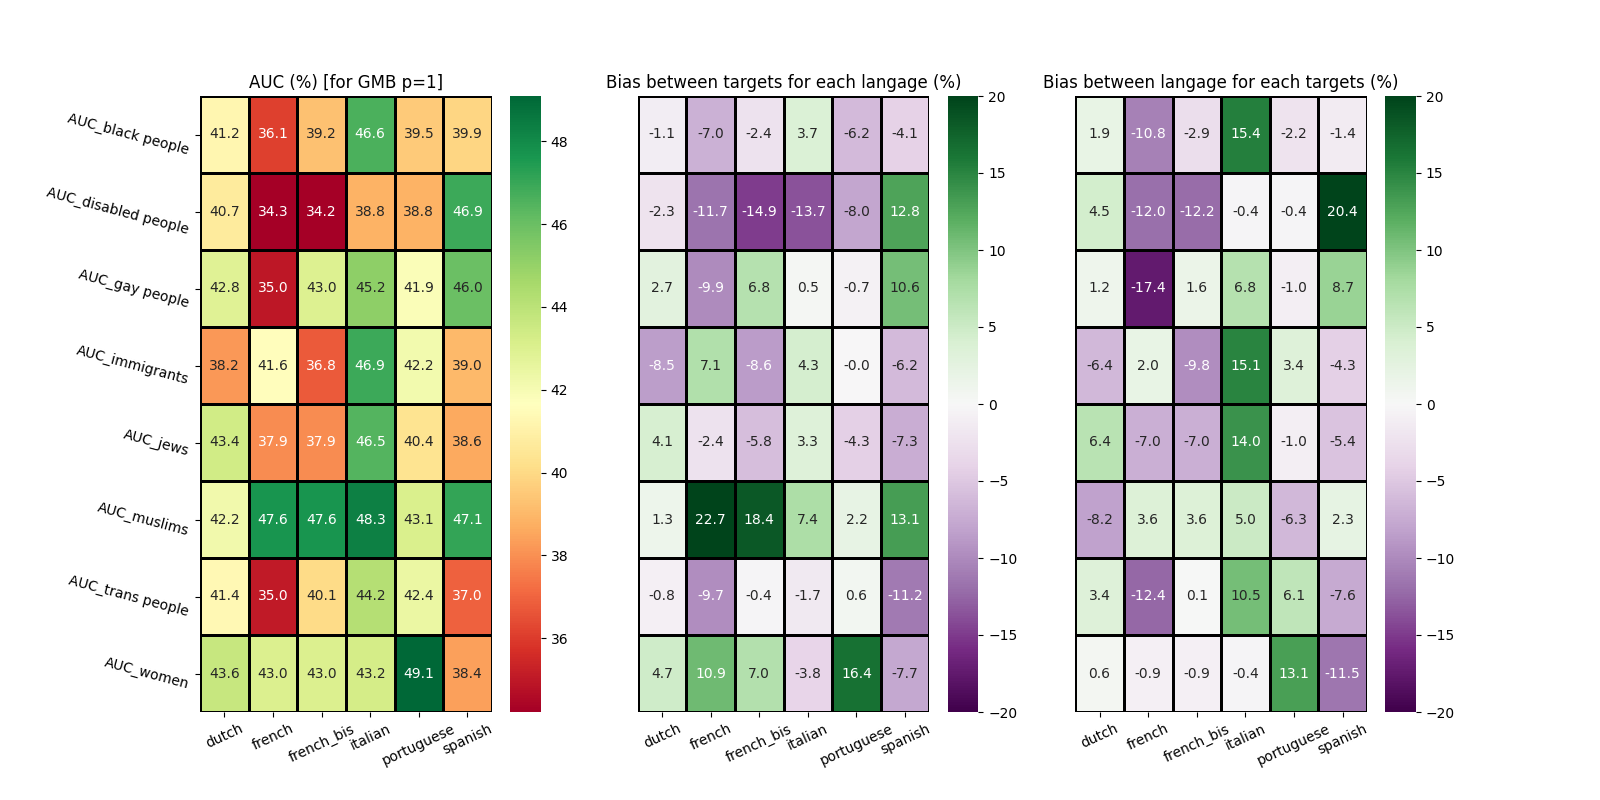 AUC (%) [for GMB p=1]
Bias between targets for each langage (%)
Bias between langage for each targets (%)
AUC_black people 41.2 36.1 39.2 46.6 39.5 39.9
-1.1 -7.0 -2.4 3.7 -6.2 -4.1
1.9 -10.8 -2.9 15.4 -2.2 -1.4
AUC_disabled people 40.7 34.3 34.2 38.8 38.8 46.9
-2.3 -11.7 -14.9 -13.7 -8.0 12.8
4.5 -12.0 -12.2 -0.4 -0.4 20.4
AUC_gay people 42.8 35.0 43.0 45.2 41.9 46.0
2.7 -9.9 6.8 0.5 -0.7 10.6
1.2 -17.4 1.6 6.8 -1.0 8.7
AUC_immigrants 38.2 41.6 36.8 46.9 42.2 39.0
-8.5 7.1 -8.6 4.3 -0.0 -6.2
-6.4 2.0 -9.8 15.1 3.4 -4.3
AUC_jews 43.4 37.9 37.9 46.5 40.4 38.6
4.1 -2.4 -5.8 3.3 -4.3 -7.3
6.4 -7.0 -7.0 14.0 -1.0 -5.4
AUC_muslims 42.2 47.6 47.6 48.3 43.1 47.1
1.3 22.7 18.4 7.4 2.2 13.1
-8.2 3.6 3.6 5.0 -6.3 2.3
AUC_trans people 41.4 35.0 40.1 44.2 42.4 37.0
-0.8 -9.7 -0.4 -1.7 0.6 -11.2
3.4 -12.4 0.1 10.5 6.1 -7.6
AUC_women 43.6 43.0 43.0 43.2 49.1 38.4
4.7 10.9 7.0 -3.8 16.4 -7.7
0.6 -0.9 -0.9 -0.4 13.1 -11.5
dutch french french_bis italian portuguese spanish
dutch french french_bis italian portuguese spanish
dutch french french_bis italian portuguese spanish
48
46
44
42
40
38
36
20
15
10
5
0
−5
−10
−15
−20
20
15
10
5
0
−5
−10
−15
−20